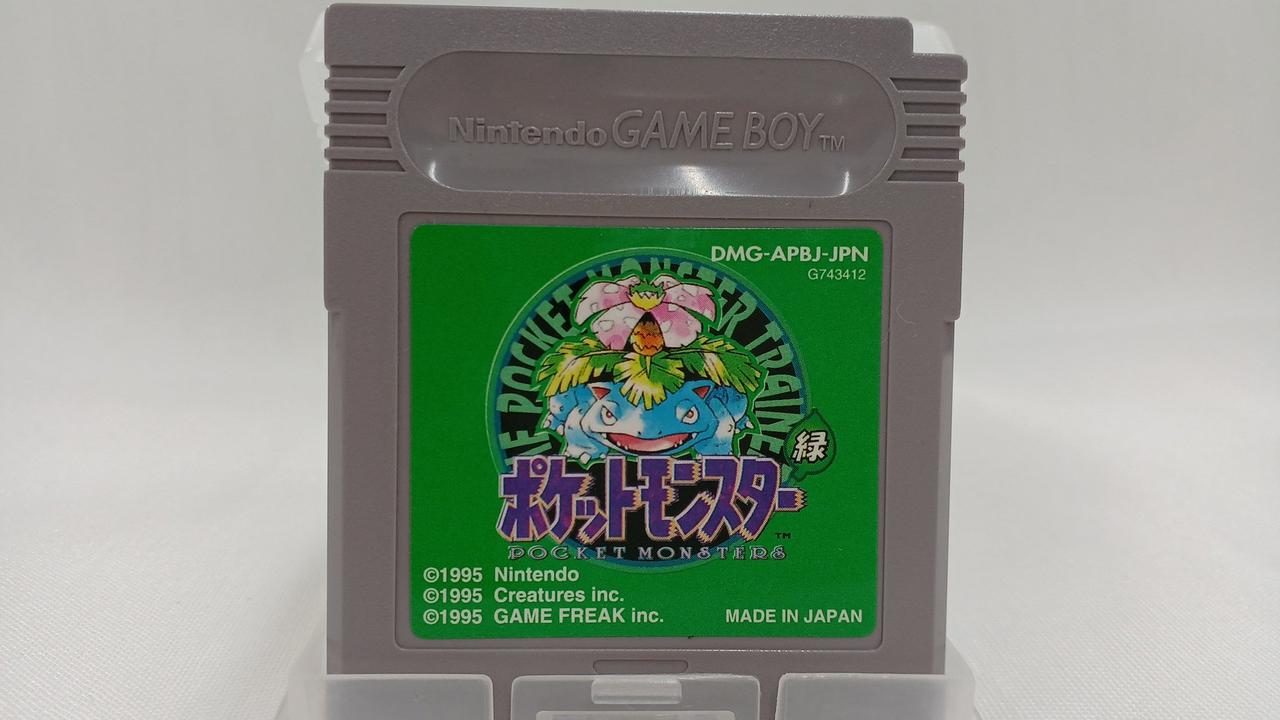 Nintendo GAME BOY TM
DMG-APBJ-JPN
G743412
POCKET MONSTER TRAINER
緑
ポケットモンスター
TM
POCKET MONSTERS
©1995 Nintendo
©1995 Creatures inc.
©1995 GAME FREAK inc.
MADE IN JAPAN